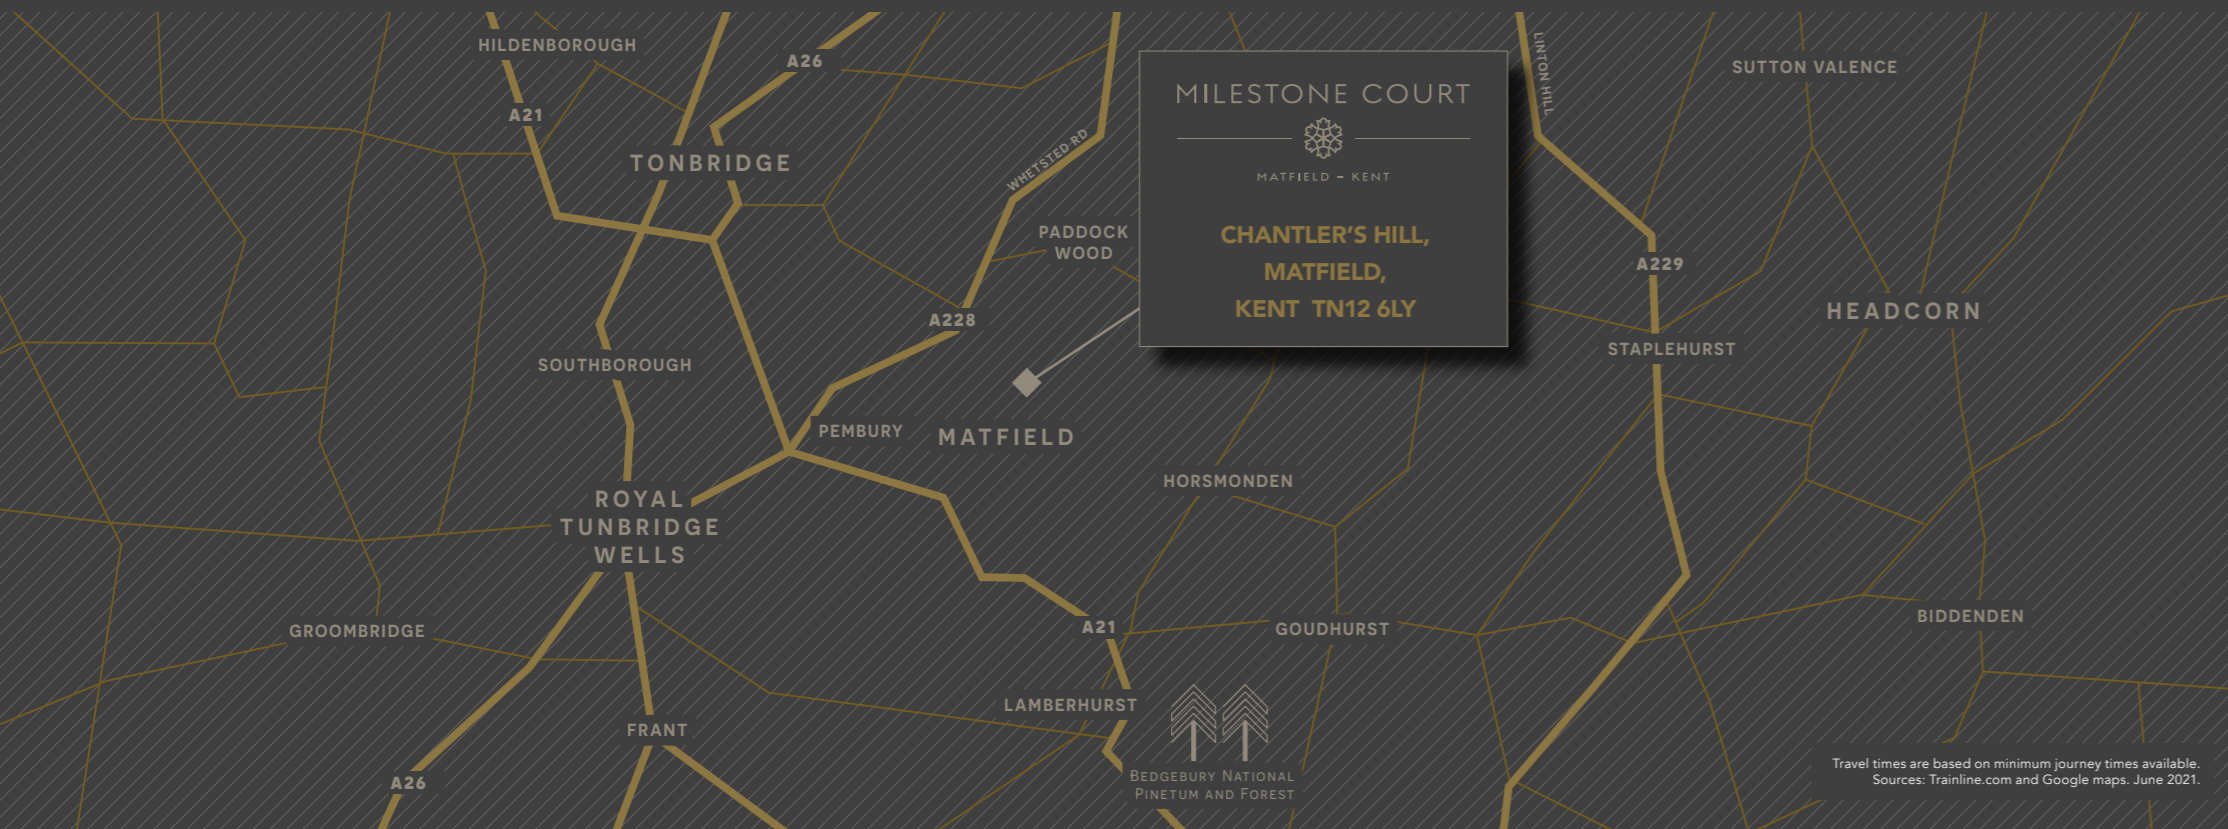 HILDENBOROUGH
A26
A21
TONBRIDGE
WHETSTED RD
PADDOCK
WOOD
MILESTONE COURT
MATFIELD – KENT
CHANTLER'S HILL,
MATFIELD,
KENT TN12 6LY
LINTON HILL
SUTTON VALENCE
A229
HEADCORN
STAPLEHURST
A228
SOUTHBOROUGH
PEMBURY
MATFIELD
HORSMONDEN
ROYAL
TUNBRIDGE
WELLS
GROOMBRIDGE
A21
GOUDHURST
BIDDENDEN
LAMBERHURST
FRANT
A26
BEDGEBURY NATIONAL
PINETUM AND FOREST
Travel times are based on minimum journey times available.
Sources: Trainline.com and Google maps. June 2021.